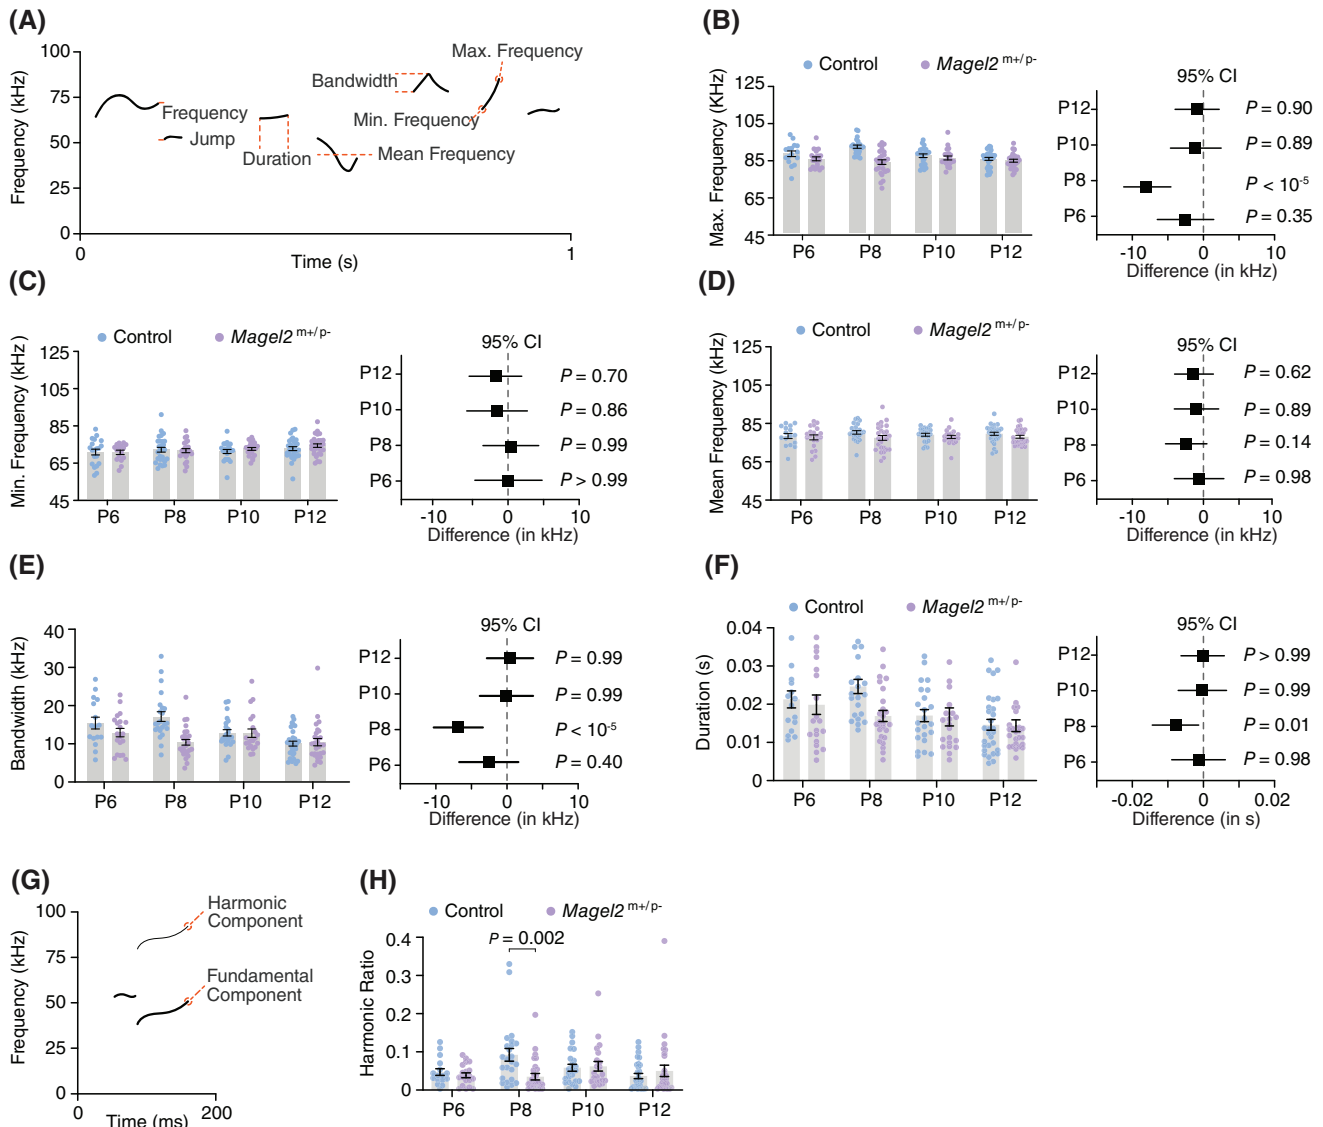 (A)
Frequency (kHz)
100
75
50
25
0
0
1
Time (s)
Frequency
Jump
Duration
Mean Frequency
Bandwidth
Min. Frequency
Max. Frequency
(B)
Control
Magel2 m+/p-
Max. Frequency (KHz)
125
105
85
65
45
P6
P8
P10
P12
95% CI
P12
P = 0.90
P10
P = 0.89
P8
P < 10-5
P6
P = 0.35
-10
0
10
Difference (in kHz)
(C)
Control
Magel2 m+/p-
Min. Frequency (kHz)
125
105
85
65
45
P6
P8
P10
P12
95% CI
P12
P = 0.70
P10
P = 0.86
P8
P = 0.99
P6
P > 0.99
-10
0
10
Difference (in kHz)
(D)
Control
Magel2 m+/p-
Mean Frequency (kHz)
125
105
85
65
45
P6
P8
P10
P12
95% CI
P12
P = 0.62
P10
P = 0.89
P8
P = 0.14
P6
P = 0.98
-10
0
10
Difference (in kHz)
(E)
Bandwidth (kHz)
40
30
20
10
0
P6
P8
P10
P12
95% CI
P12
P = 0.99
P10
P = 0.99
P8
P < 10-5
P6
P = 0.40
-10
0
10
Difference (in kHz)
(F)
Control
Magel2 m+/p-
Duration (s)
0.04
0.03
0.02
0.01
0
P6
P8
P10
P12
95% CI
P12
P > 0.99
P10
P = 0.99
P8
P = 0.01
P6
P = 0.98
-0.02
0
0.02
Difference (in s)
(G)
Frequency (kHz)
100
75
50
25
0
0
200
Time (ms)
Harmonic
Component
Fundamental
Component
(H)
Control
Magel2 m+/p-
P = 0.002
Harmonic Ratio
0.4
0.3
0.2
0.1
0
P6
P8
P10
P12